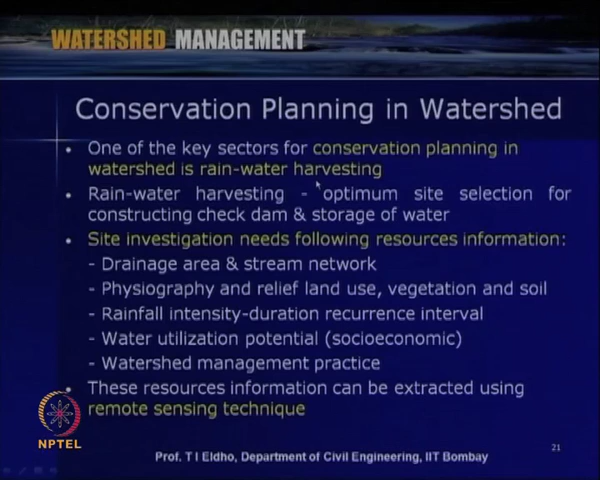 WATERSHED MANAGEMENT
Conservation Planning in Watershed
• One of the key sectors for conservation planning in
watershed is rain-water harvesting
• Rain-water harvesting - optimum site selection for
constructing check dam & storage of water
• Site investigation needs following resources information:
- Drainage area & stream network
- Physiography and relief land use, vegetation and soil
- Rainfall intensity-duration recurrence interval
- Water utilization potential (socioeconomic)
- Watershed management practice
• These resources information can be extracted using
remote sensing technique
NPTEL
Prof. T I Eldho, Department of Civil Engineering, IIT Bombay
21